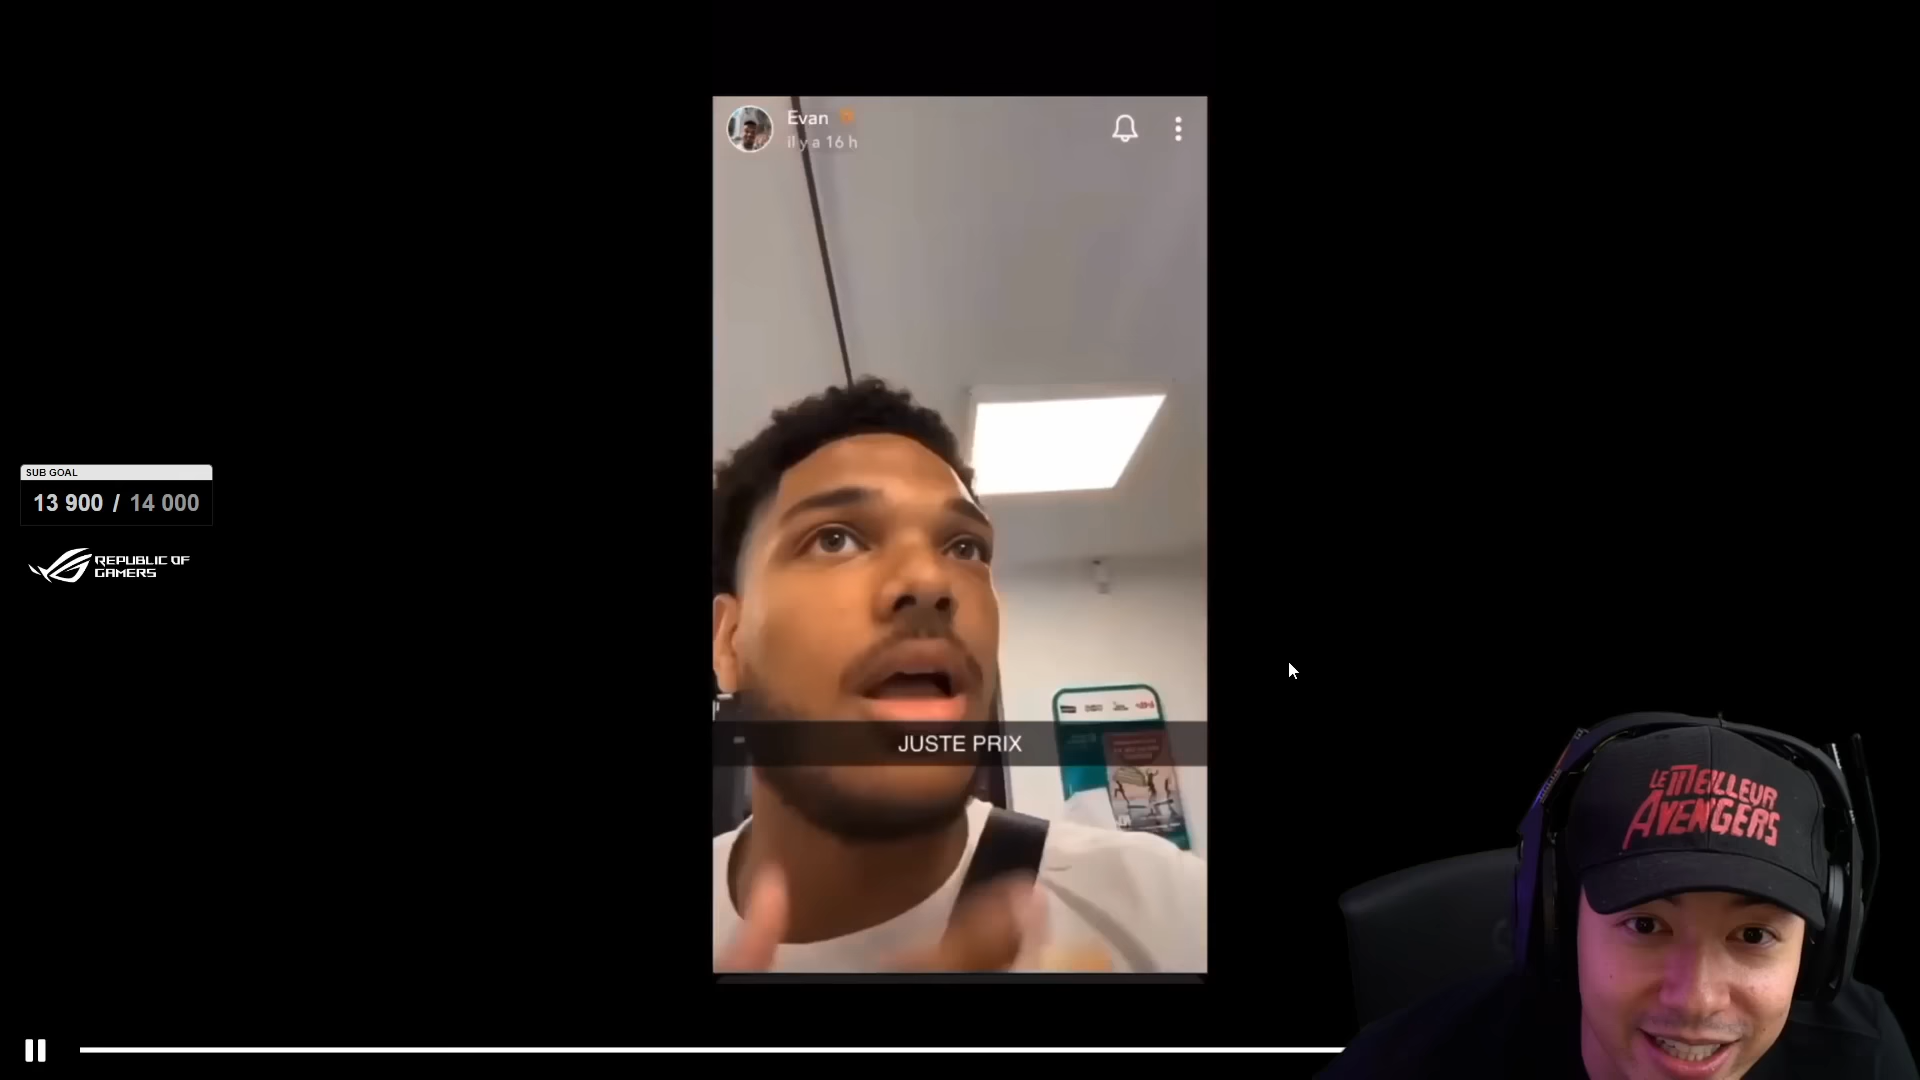 Evan
il y a 16 h
SUB GOAL
13 900 / 14 000
REPUBLIC OF
GAMERS
JUSTE PRIX
LE MEILLEUR
AVENGERS